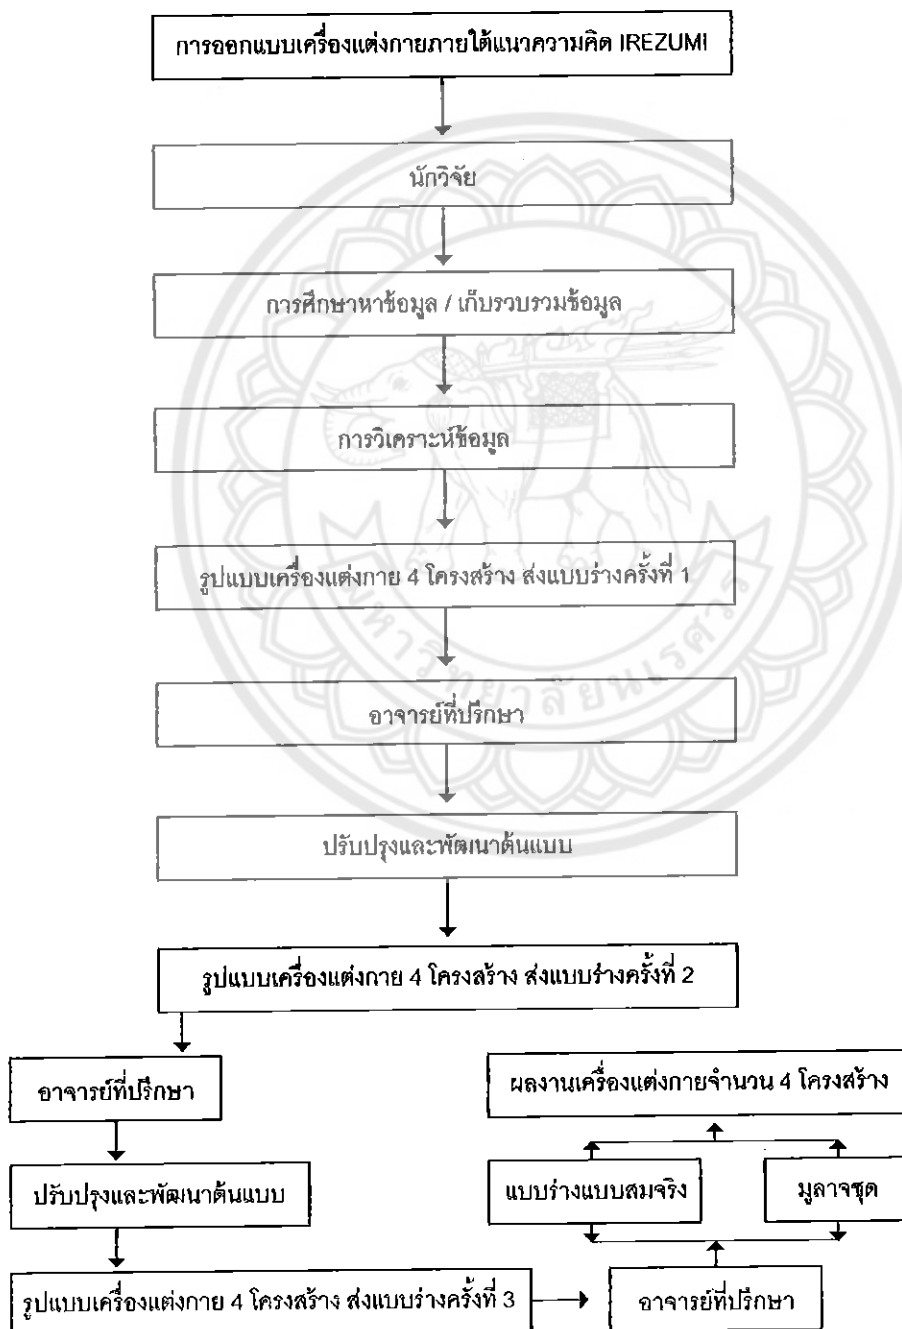 การออกแบบเครื่องแต่งกายภายใต้แนวความคิด IREZUMI
นักวิจัย
การศึกษาหาข้อมูล / เก็บรวบรวมข้อมูล
การวิเคราะห์ข้อมูล
รูปแบบเครื่องแต่งกาย 4 โครงสร้าง ส่งแบบร่างครั้งที่ 1
มหาวิทยาลัยนเรศวร
อาจารย์ที่ปรึกษา
ปรับปรุงและพัฒนาต้นแบบ
รูปแบบเครื่องแต่งกาย 4 โครงสร้าง ส่งแบบร่างครั้งที่ 2
อาจารย์ที่ปรึกษา
ปรับปรุงและพัฒนาต้นแบบ
รูปแบบเครื่องแต่งกาย 4 โครงสร้าง ส่งแบบร่างครั้งที่ 3
อาจารย์ที่ปรึกษา
แบบร่างแบบสมจริง
มูลาจชุด
ผลงานเครื่องแต่งกายจำนวน 4 โครงสร้าง